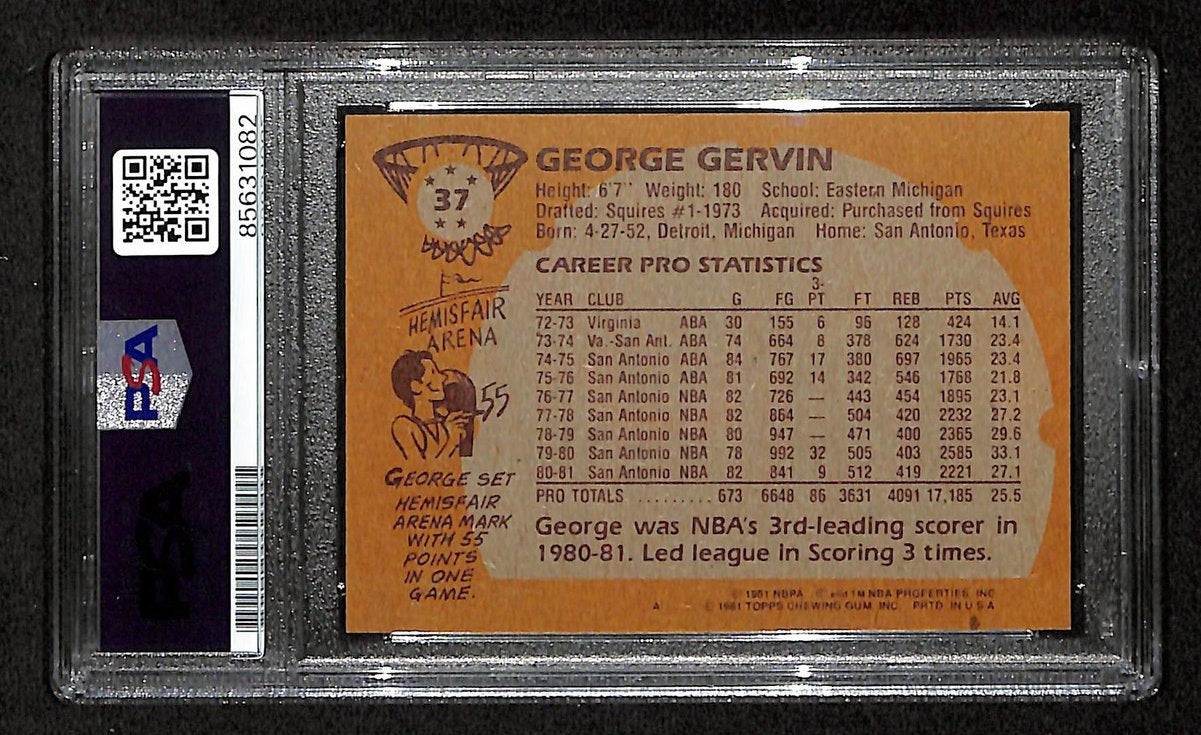 85631082
PSA
PSA
37
GEORGE GERVIN
Height: 6'7" Weight: 180 School: Eastern Michigan
Drafted: Squires #1-1973 Acquired: Purchased from Squires
Born: 4-27-52, Detroit, Michigan Home: San Antonio, Texas
CAREER PRO STATISTICS
YEAR CLUB G FG 3-PT FT REB PTS AVG
72-73 Virginia ABA 30 155 6 96 128 424 14.1
73-74 Va.-San Ant. ABA 74 664 8 378 624 1730 23.4
74-75 San Antonio ABA 84 767 17 380 697 1965 23.4
75-76 San Antonio ABA 81 692 14 342 546 1768 21.8
76-77 San Antonio NBA 82 726 — 443 454 1895 23.1
77-78 San Antonio NBA 82 864 — 504 420 2232 27.2
78-79 San Antonio NBA 80 947 — 471 400 2365 29.6
79-80 San Antonio NBA 78 992 32 505 403 2585 33.1
80-81 San Antonio NBA 82 841 9 512 419 2221 27.1
PRO TOTALS ......... 673 6648 86 3631 4091 17,185 25.5
George was NBA's 3rd-leading scorer in
1980-81. Led league in Scoring 3 times.
HEMISFAIR
ARENA
55
GEORGE SET
HEMISFAIR
ARENA MARK
WITH 55
POINTS
IN ONE
GAME.
© 1981 NBPA © TM NBA PROPERTIES, INC
A © 1981 TOPPS CHEWING GUM, INC. PRTD. IN U.S.A.